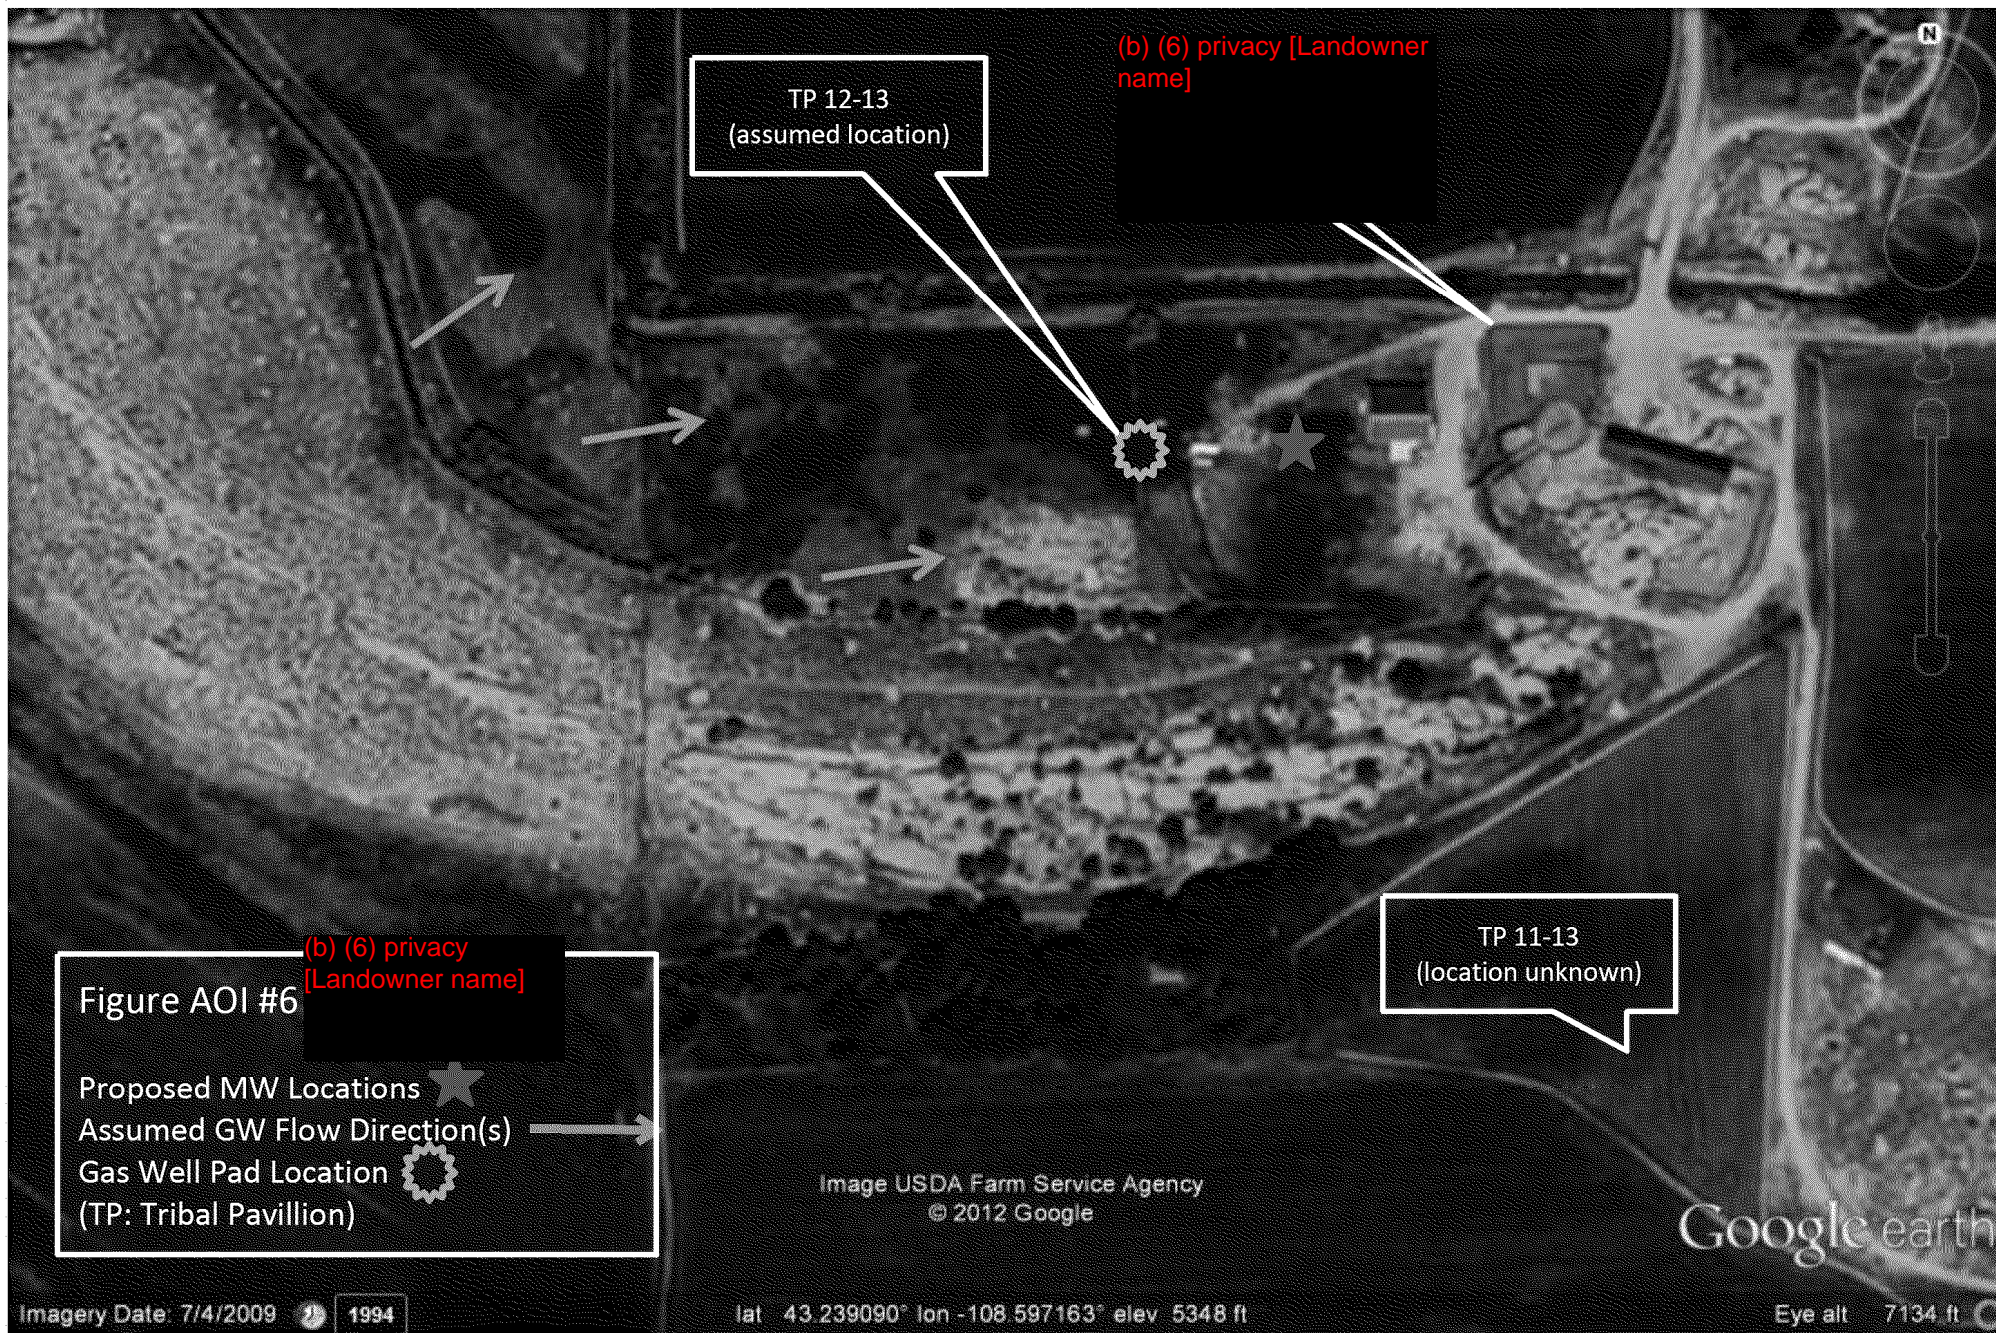 N
(b) (6) privacy [Landowner
name]
TP 12-13
(assumed location)
TP 11-13
(location unknown)
(b) (6) privacy
[Landowner name]
Figure AOI #6
Proposed MW Locations
Assumed GW Flow Direction(s)
Gas Well Pad Location
(TP: Tribal Pavillion)
Image USDA Farm Service Agency
© 2012 Google
Google earth
Imagery Date: 7/4/2009 1994 lat 43.239090° lon -108.597163° elev 5348 ft Eye alt 7134 ft